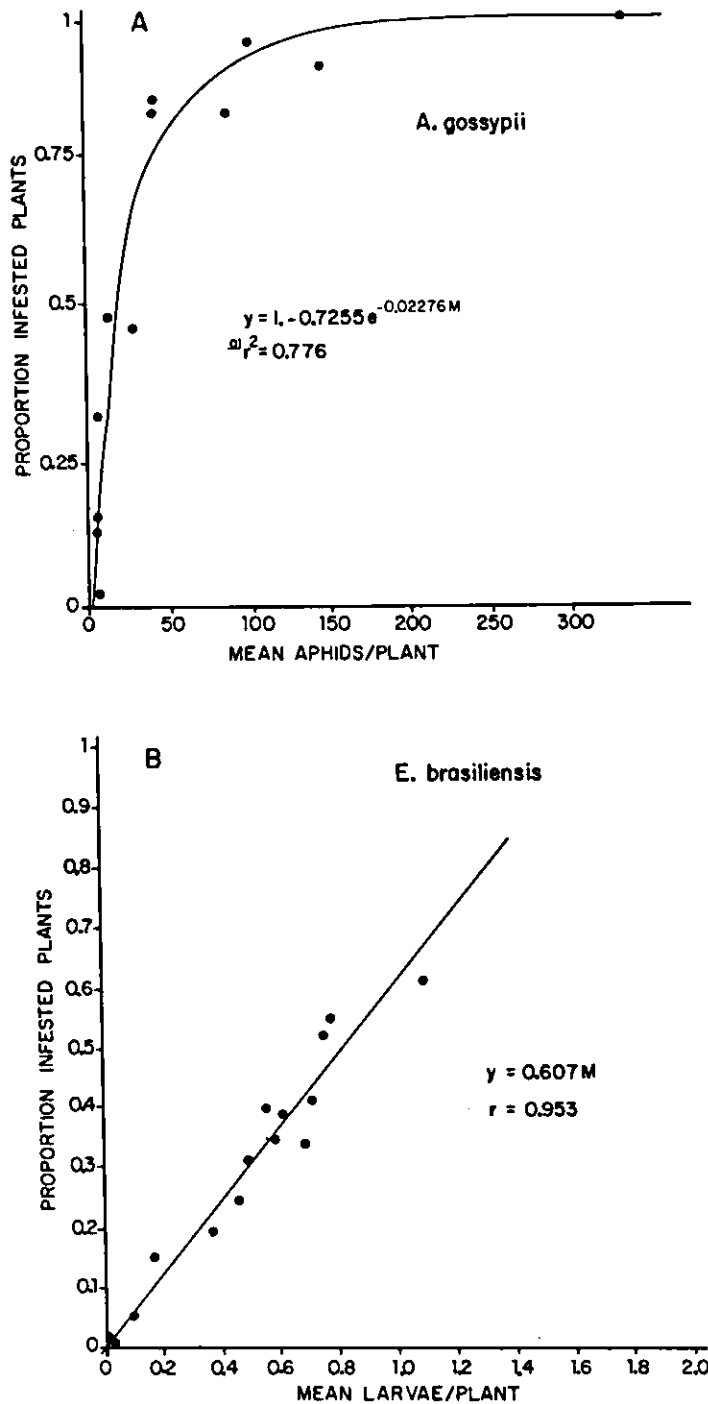 A
A. gossypii
PROPORTION INFESTED PLANTS
1
0.75
0.5
0.25
0
y = 1. -0.7255e^-0.02276M
a) r² = 0.776
0 50 100 150 200 250 300
MEAN APHIDS/PLANT
B
E. brasiliensis
PROPORTION INFESTED PLANTS
1
0.9
0.8
0.7
0.6
0.5
0.4
0.3
0.2
0.1
0
y = 0.607M
r = 0.953
0 0.2 0.4 0.6 0.8 1.0 1.2 1.4 1.6 1.8 2.0
MEAN LARVAE/PLANT